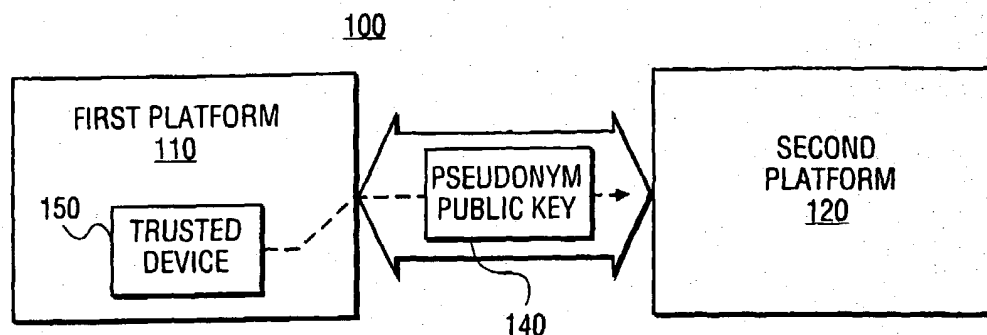 100
FIRST PLATFORM
110
150
TRUSTED
DEVICE
PSEUDONYM
PUBLIC KEY
140
SECOND
PLATFORM
120